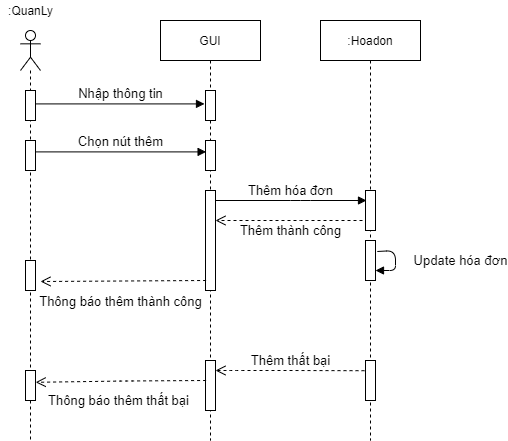 :QuanLy
GUI
:Hoadon
Nhập thông tin
Chọn nút thêm
Thêm hóa đơn
Thêm thành công
Update hóa đơn
Thông báo thêm thành công
Thêm thất bại
Thông báo thêm thất bại